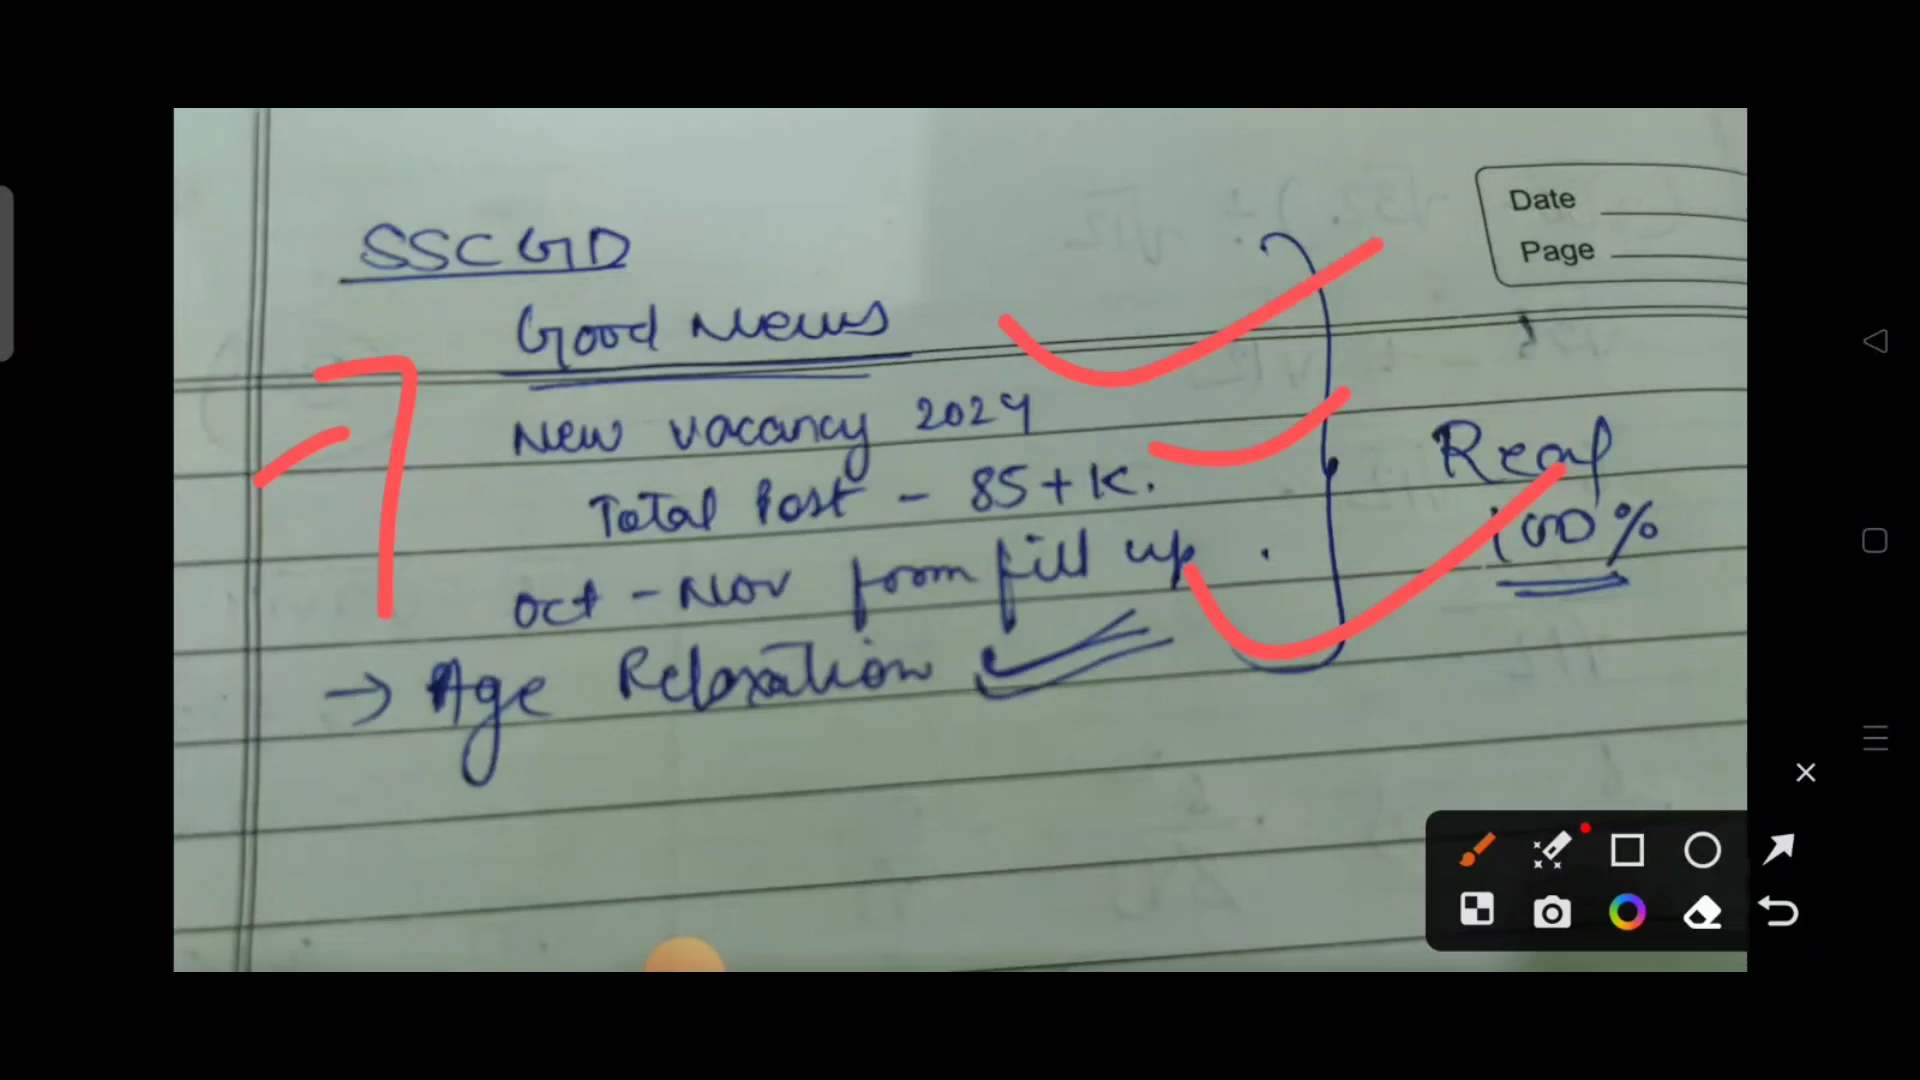 Date
Page
SSC GD
Good News
New vacancy 2024
Total Post - 85+K.
Oct - Nov form fill up.
→ Age Relaxation
Real
100%